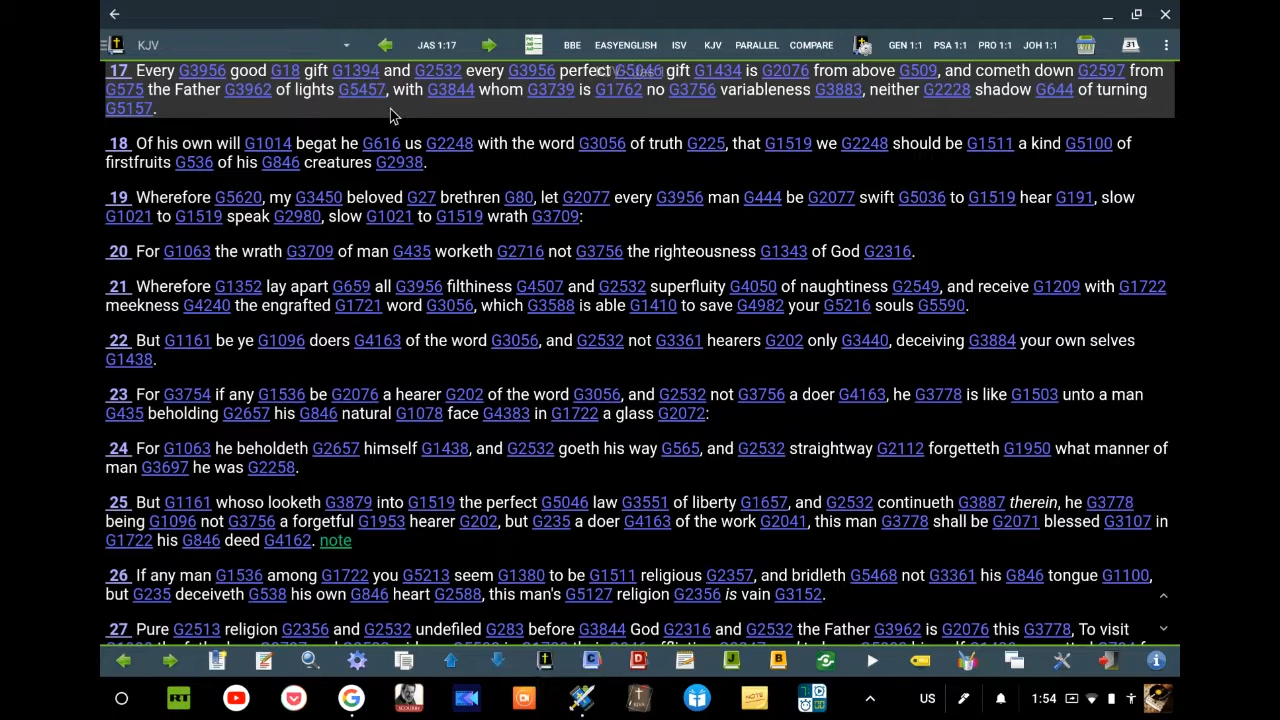 KJV
JAS 1:17
BBE EASYENGLISH ISV KJV PARALLEL COMPARE
GEN 1:1 PSA 1:1 PRO 1:1 JOH 1:1
31
17 Every G3956 good G18 gift G1394 and G2532 every G3956 perfect G5046 gift G1434 is G2076 from above G509, and cometh down G2597 from
G575 the Father G3962 of lights G5457, with G3844 whom G3739 is G1762 no G3756 variableness G3883, neither G2228 shadow G644 of turning
G5157.
18 Of his own will G1014 begat he G616 us G2248 with the word G3056 of truth G225, that G1519 we G2248 should be G1511 a kind G5100 of
firstfruits G536 of his G846 creatures G2938.
19 Wherefore G5620, my G3450 beloved G27 brethren G80, let G2077 every G3956 man G444 be G2077 swift G5036 to G1519 hear G191, slow
G1021 to G1519 speak G2980, slow G1021 to G1519 wrath G3709:
20 For G1063 the wrath G3709 of man G435 worketh G2716 not G3756 the righteousness G1343 of God G2316.
21 Wherefore G1352 lay apart G659 all G3956 filthiness G4507 and G2532 superfluity G4050 of naughtiness G2549, and receive G1209 with G1722
meekness G4240 the engrafted G1721 word G3056, which G3588 is able G1410 to save G4982 your G5216 souls G5590.
22 But G1161 be ye G1096 doers G4163 of the word G3056, and G2532 not G3361 hearers G202 only G3440, deceiving G3884 your own selves
G1438.
23 For G3754 if any G1536 be G2076 a hearer G202 of the word G3056, and G2532 not G3756 a doer G4163, he G3778 is like G1503 unto a man
G435 beholding G2657 his G846 natural G1078 face G4383 in G1722 a glass G2072:
24 For G1063 he beholdeth G2657 himself G1438, and G2532 goeth his way G565, and G2532 straightway G2112 forgetteth G1950 what manner of
man G3697 he was G2258.
25 But G1161 whoso looketh G3879 into G1519 the perfect G5046 law G3551 of liberty G1657, and G2532 continueth G3887 therein, he G3778
being G1096 not G3756 a forgetful G1953 hearer G202, but G235 a doer G4163 of the work G2041, this man G3778 shall be G2071 blessed G3107 in
G1722 his G846 deed G4162. note
26 If any man G1536 among G1722 you G5213 seem G1380 to be G1511 religious G2357, and bridleth G5468 not G3361 his G846 tongue G1100,
but G235 deceiveth G538 his own G846 heart G2588, this man's G5127 religion G2356 is vain G3152.
27 Pure G2513 religion G2356 and G2532 undefiled G283 before G3844 God G2316 and G2532 the Father G3962 is G2076 this G3778, To visit
RT
NOTE
US
1:54